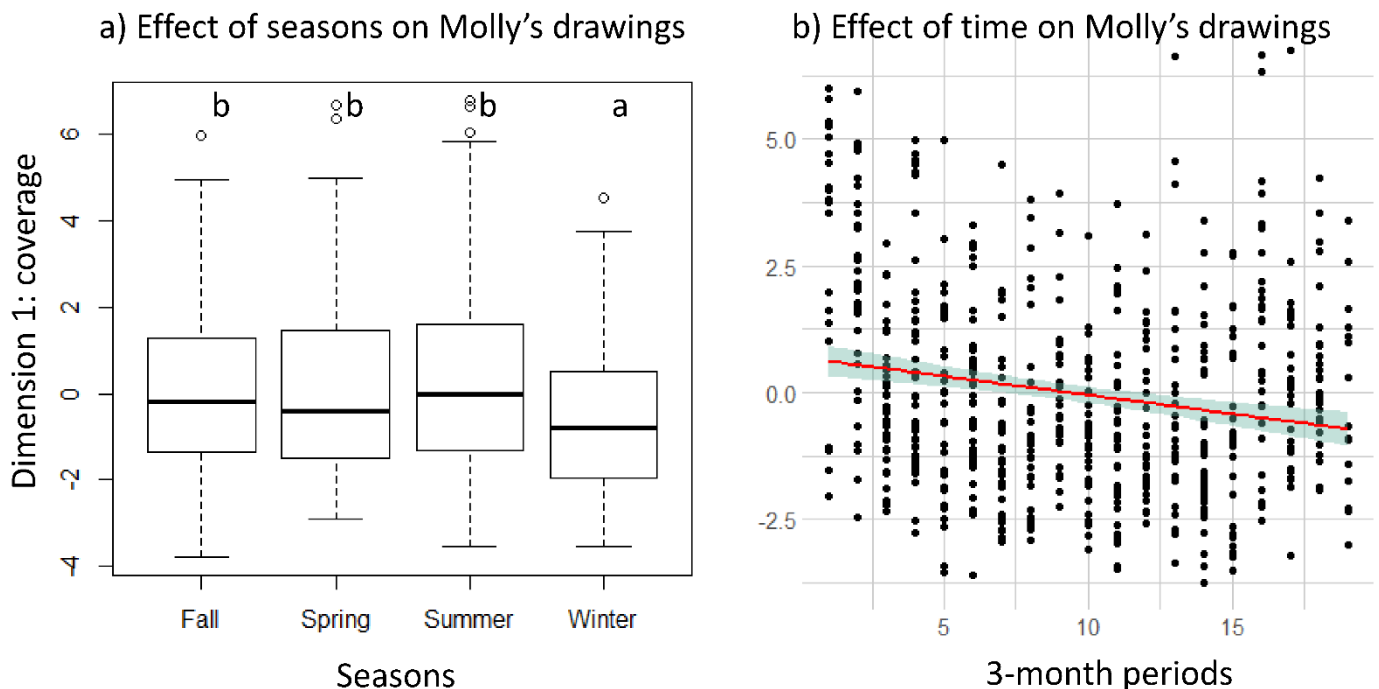 a) Effect of seasons on Molly's drawings
b b b a
6
4
2
0
-2
-4
Dimension 1: coverage
Fall Spring Summer Winter
Seasons
b) Effect of time on Molly's drawings
5.0
2.5
0.0
-2.5
5 10 15
3-month periods